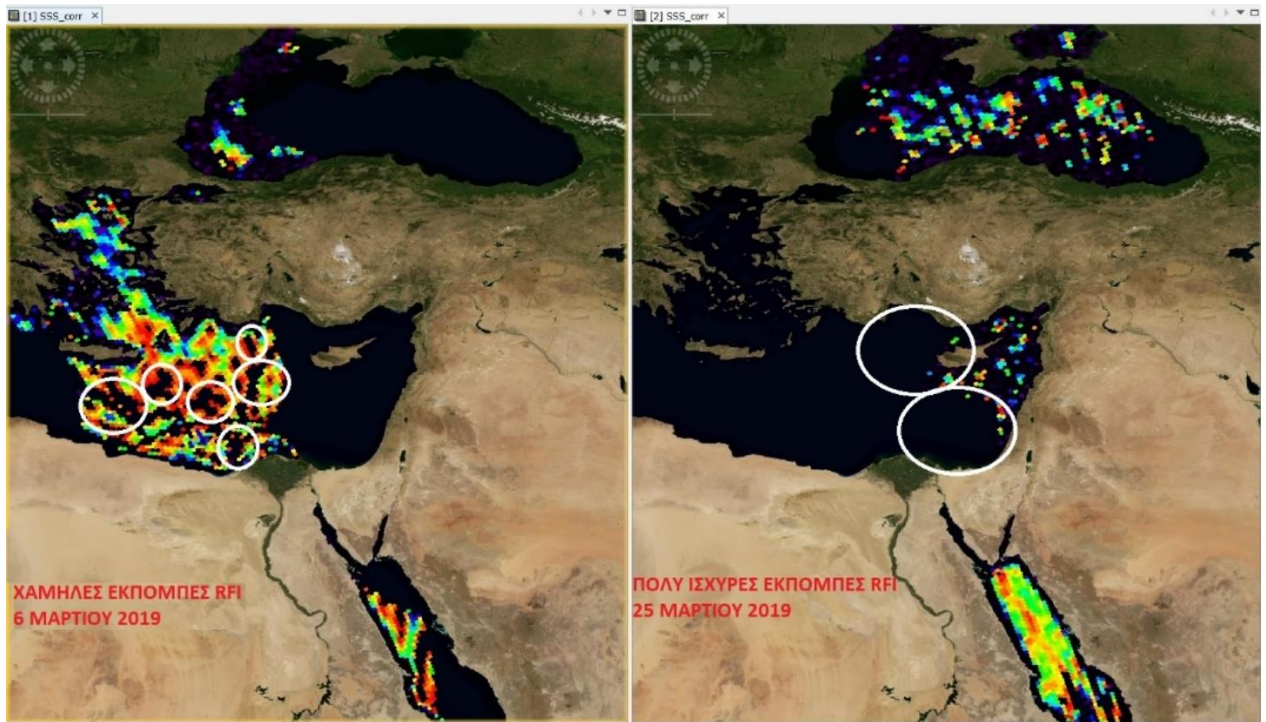 [1] SSS_corr
[2] SSS_corr
ΧΑΜΗΛΕΣ ΕΚΠΟΜΠΕΣ RFI
6 ΜΑΡΤΙΟΥ 2019
ΠΟΛΥ ΙΣΧΥΡΕΣ ΕΚΠΟΜΠΕΣ RFI
25 ΜΑΡΤΙΟΥ 2019